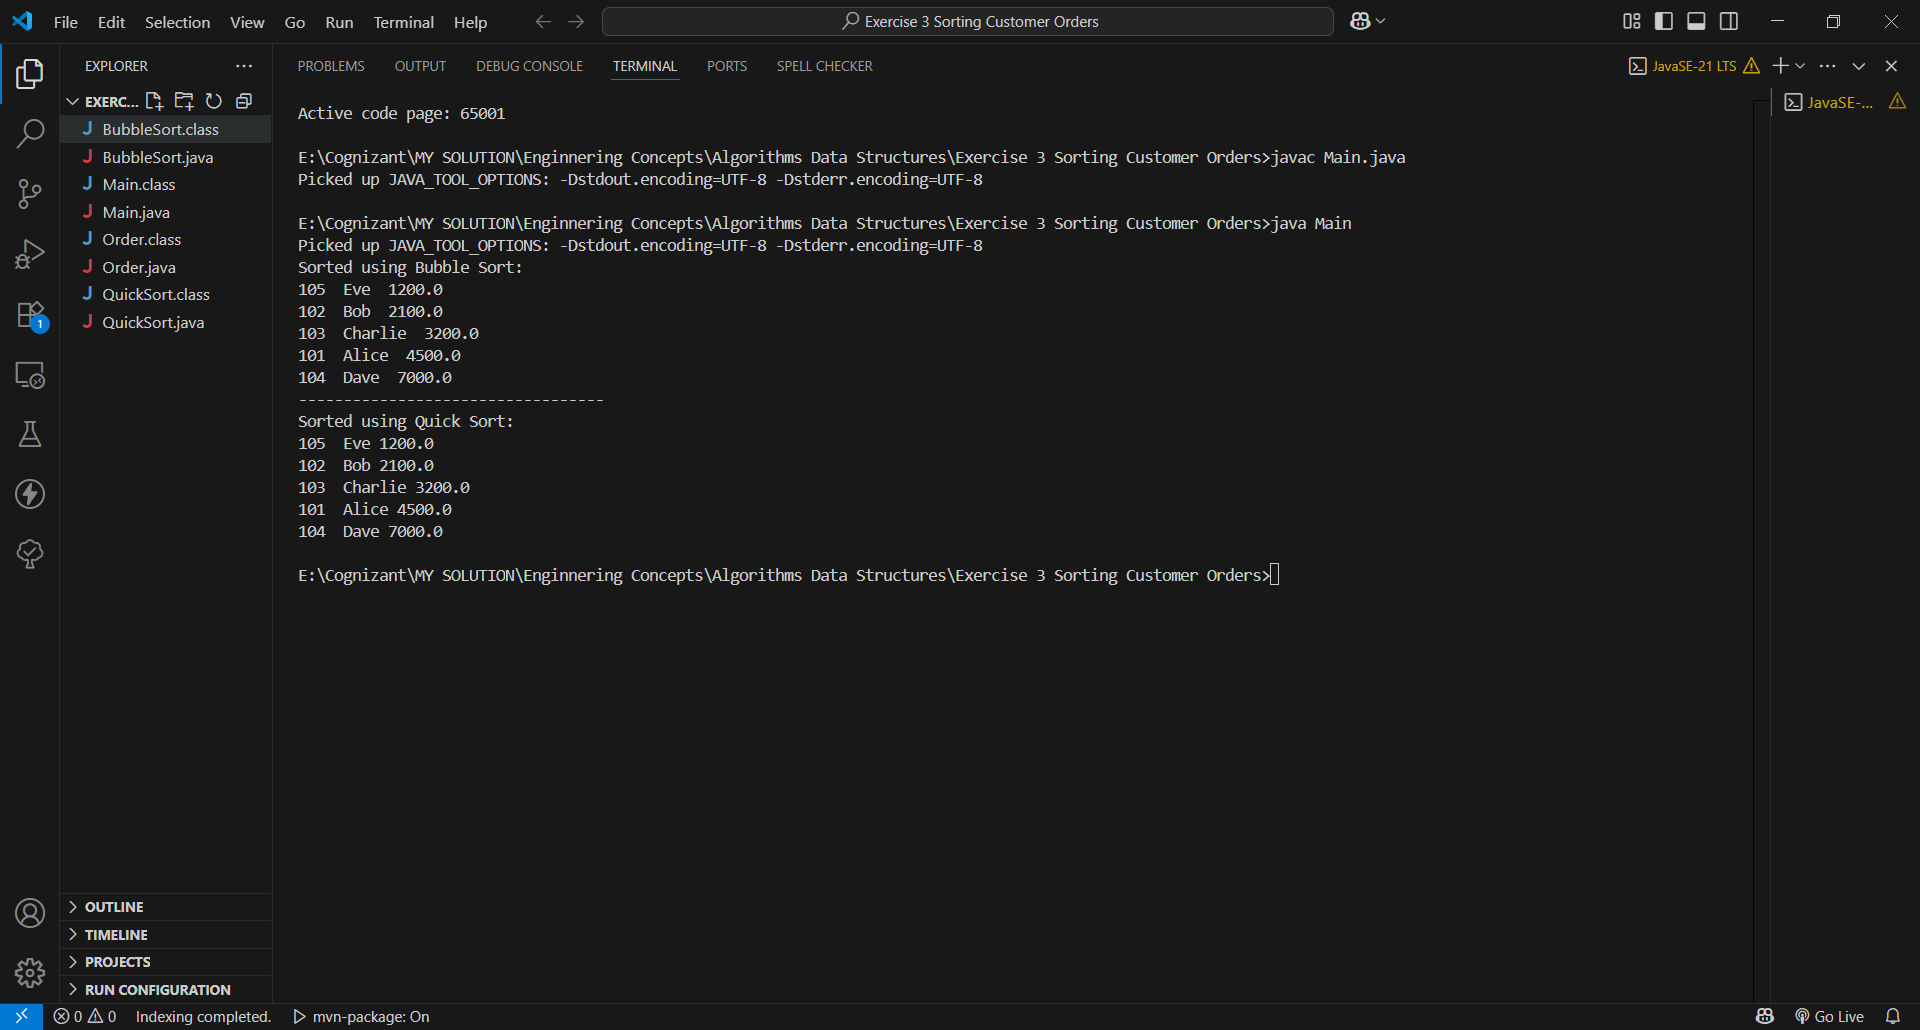 File Edit Selection View Go Run Terminal Help
Exercise 3 Sorting Customer Orders
EXPLORER
EXERC...
BubbleSort.class
BubbleSort.java
Main.class
Main.java
Order.class
Order.java
QuickSort.class
QuickSort.java
1
OUTLINE
TIMELINE
PROJECTS
RUN CONFIGURATION
PROBLEMS OUTPUT DEBUG CONSOLE TERMINAL PORTS SPELL CHECKER
JavaSE-21 LTS
JavaSE-...
Active code page: 65001
E:\Cognizant\MY SOLUTION\Enginnering Concepts\Algorithms Data Structures\Exercise 3 Sorting Customer Orders>javac Main.java
Picked up JAVA_TOOL_OPTIONS: -Dstdout.encoding=UTF-8 -Dstderr.encoding=UTF-8
E:\Cognizant\MY SOLUTION\Enginnering Concepts\Algorithms Data Structures\Exercise 3 Sorting Customer Orders>java Main
Picked up JAVA_TOOL_OPTIONS: -Dstdout.encoding=UTF-8 -Dstderr.encoding=UTF-8
Sorted using Bubble Sort:
105  Eve  1200.0
102  Bob  2100.0
103  Charlie  3200.0
101  Alice  4500.0
104  Dave  7000.0
----------------------------------
Sorted using Quick Sort:
105  Eve 1200.0
102  Bob 2100.0
103  Charlie 3200.0
101  Alice 4500.0
104  Dave 7000.0
E:\Cognizant\MY SOLUTION\Enginnering Concepts\Algorithms Data Structures\Exercise 3 Sorting Customer Orders>
0 0 Indexing completed. mvn-package: On Go Live